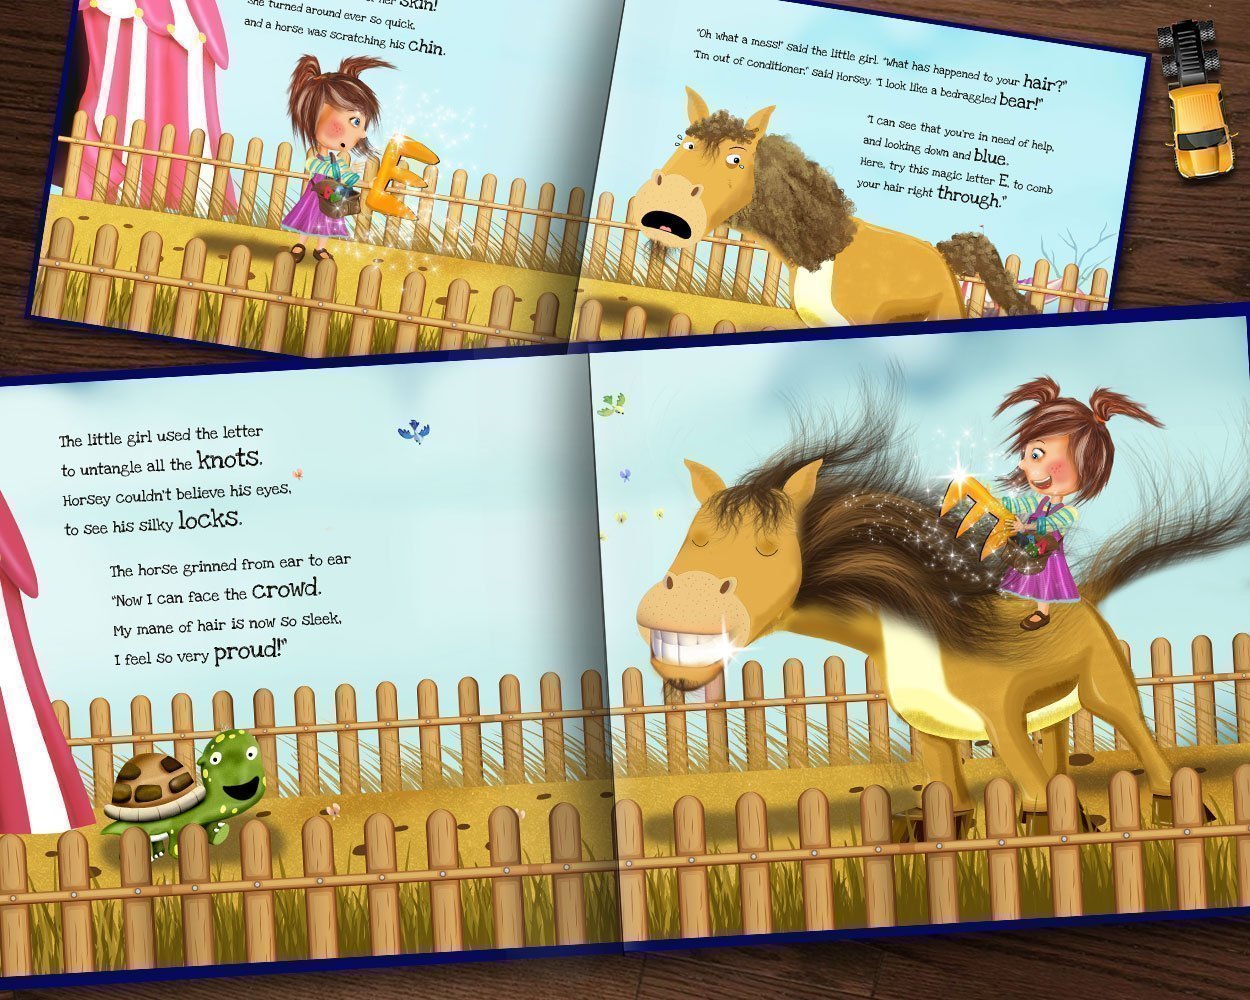 her skin!
she turned around ever so quick,
and a horse was scratching his chin.
"Oh what a mess!" said the little girl. "What has happened to your hair?"
"I'm out of conditioner," said Horsey. "I look like a bedraggled bear!"
"I can see that you're in need of help,
and looking down and blue.
Here, try this magic letter E, to comb
your hair right through."
E
The little girl used the letter
to untangle all the knots.
Horsey couldn't believe his eyes,
to see his silky locks.
The horse grinned from ear to ear
"Now I can face the crowd.
My mane of hair is now so sleek,
I feel so very proud!"
E